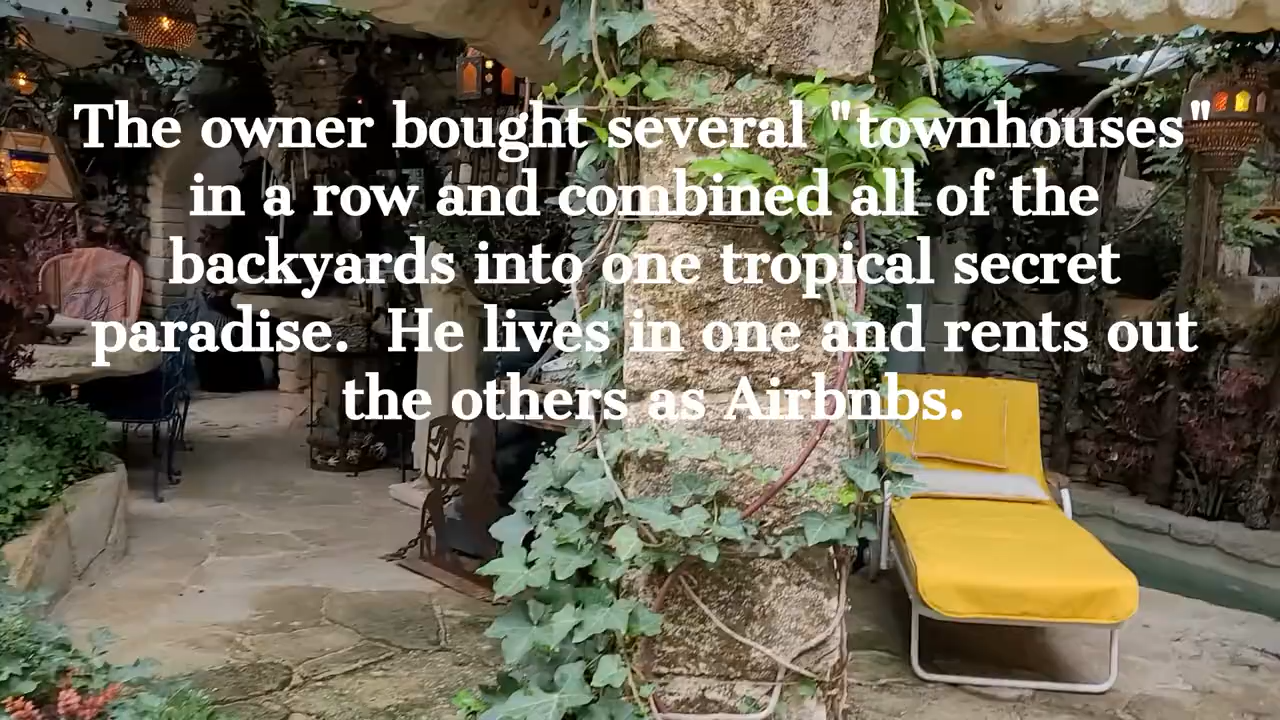 The owner bought several "townhouses"
in a row and combined all of the
backyards into one tropical secret
paradise.  He lives in one and rents out
the others as Airbnbs.